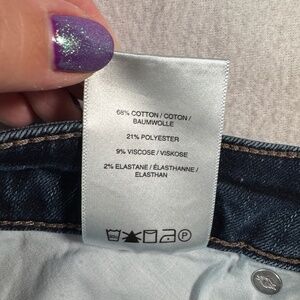 68% COTTON / COTON /
BAUMWOLLE
21% POLYESTER
9% VISCOSE / VISKOSE
2% ELASTANE / ÉLASTHANNE /
ELASTHAN
P